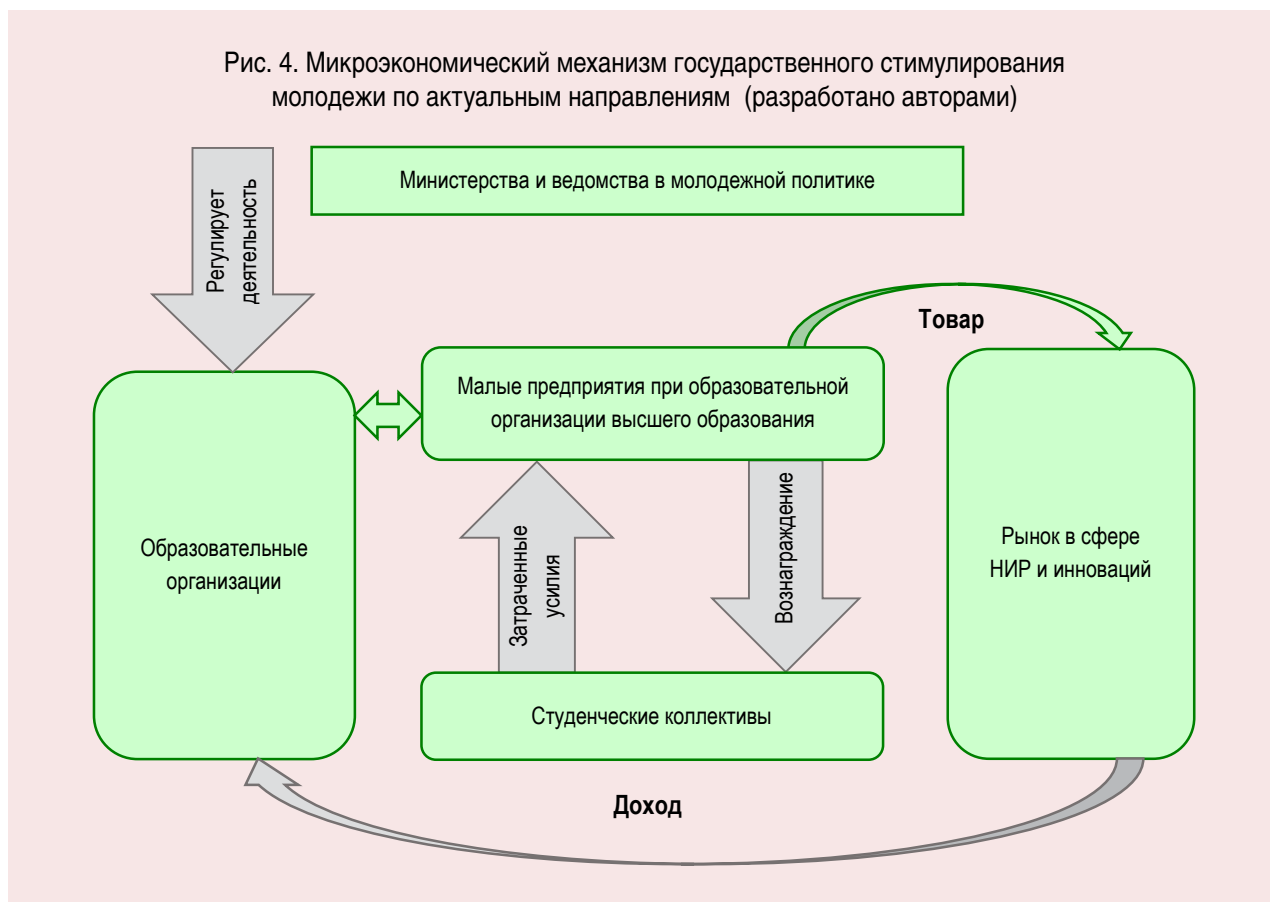 Рис. 4. Микроэкономический механизм государственного стимулирования
молодежи по актуальным направлениям (разработано авторами)
Министерства и ведомства в молодежной политике
Регулирует
деятельность
Товар
Малые предприятия при образовательной
организации высшего образования
Образовательные
организации
Затраченные
усилия
Вознаграждение
Рынок в сфере
НИР и инноваций
Студенческие коллективы
Доход